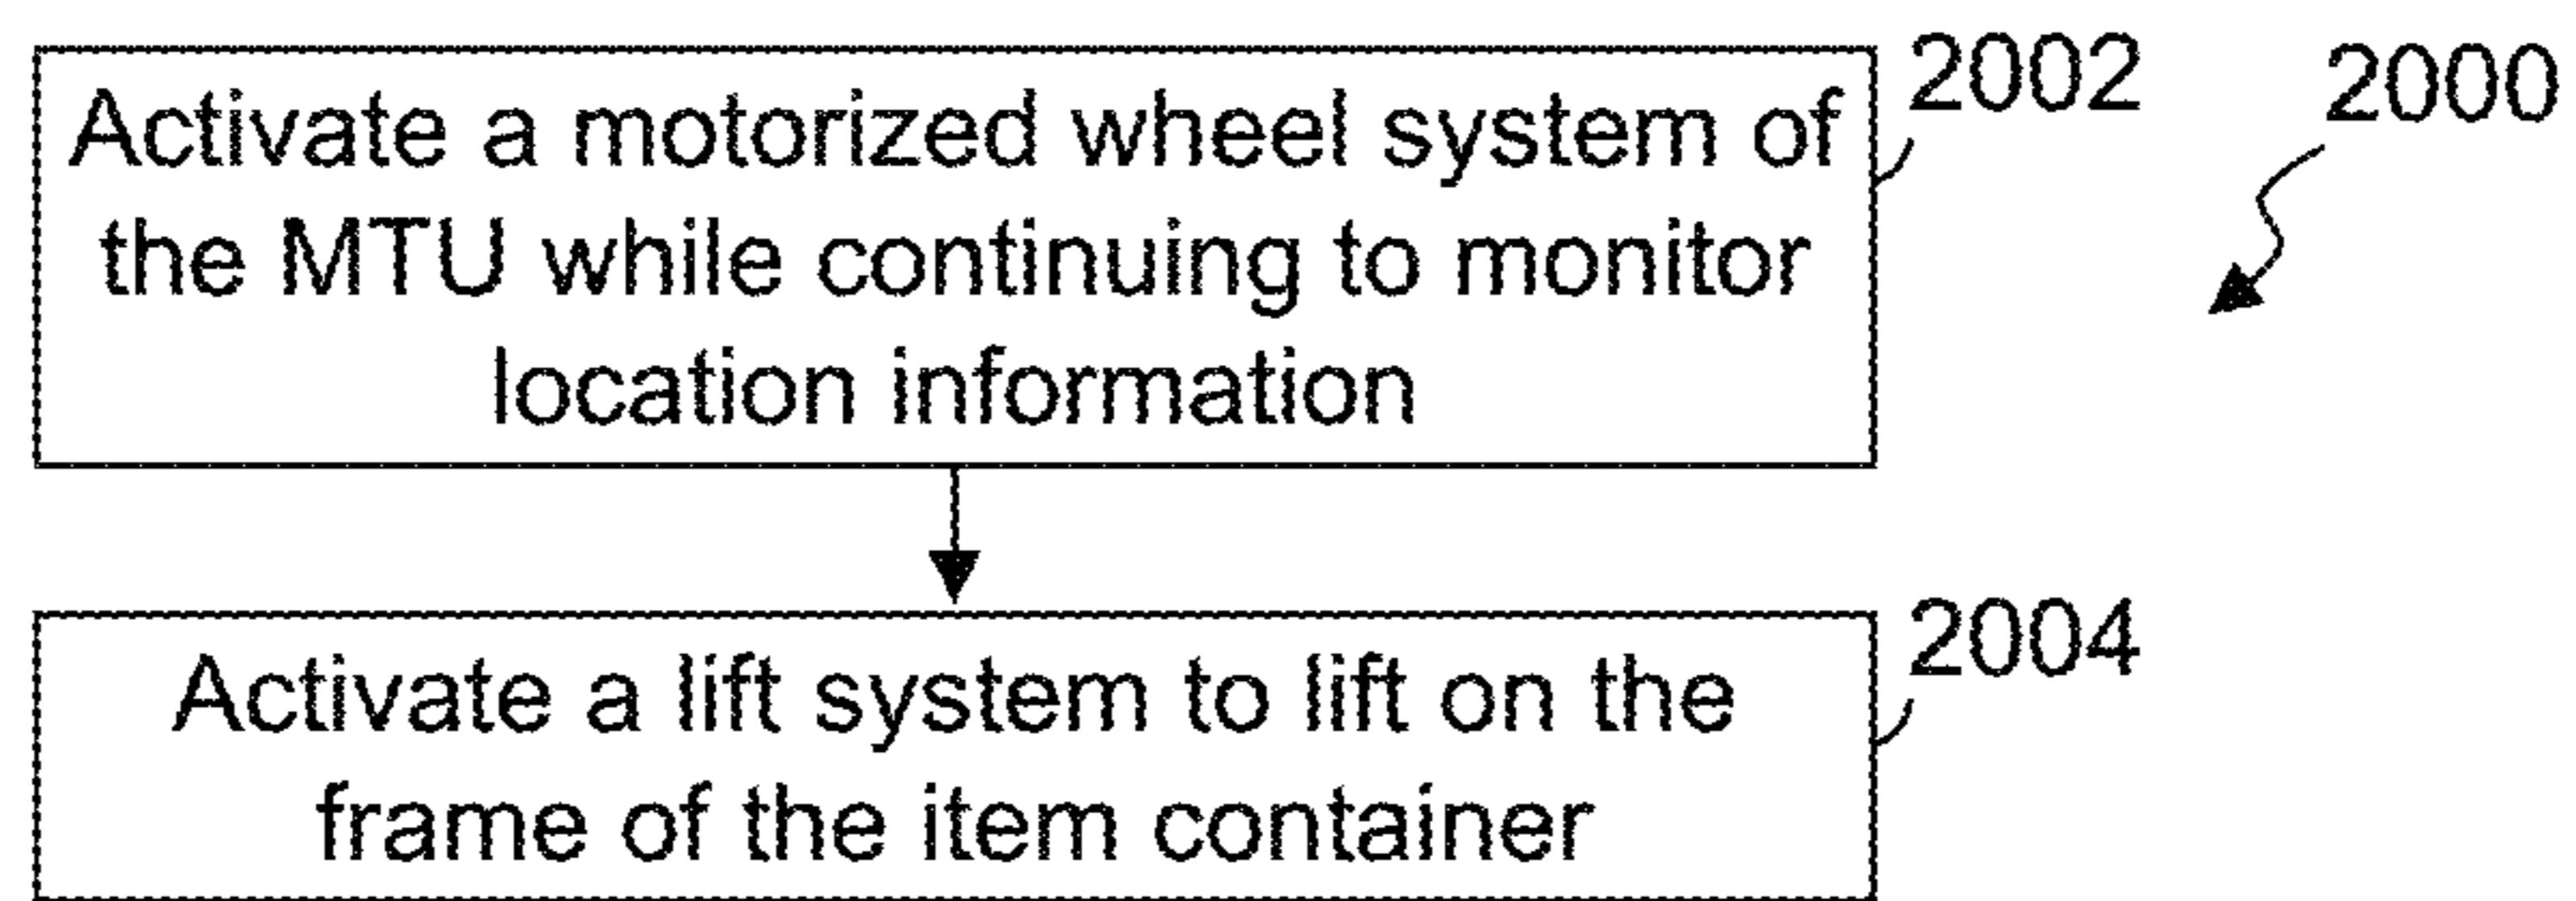 Activate a motorized wheel system of
the MTU while continuing to monitor
location information
2002
2000
Activate a lift system to lift on the
frame of the item container
2004